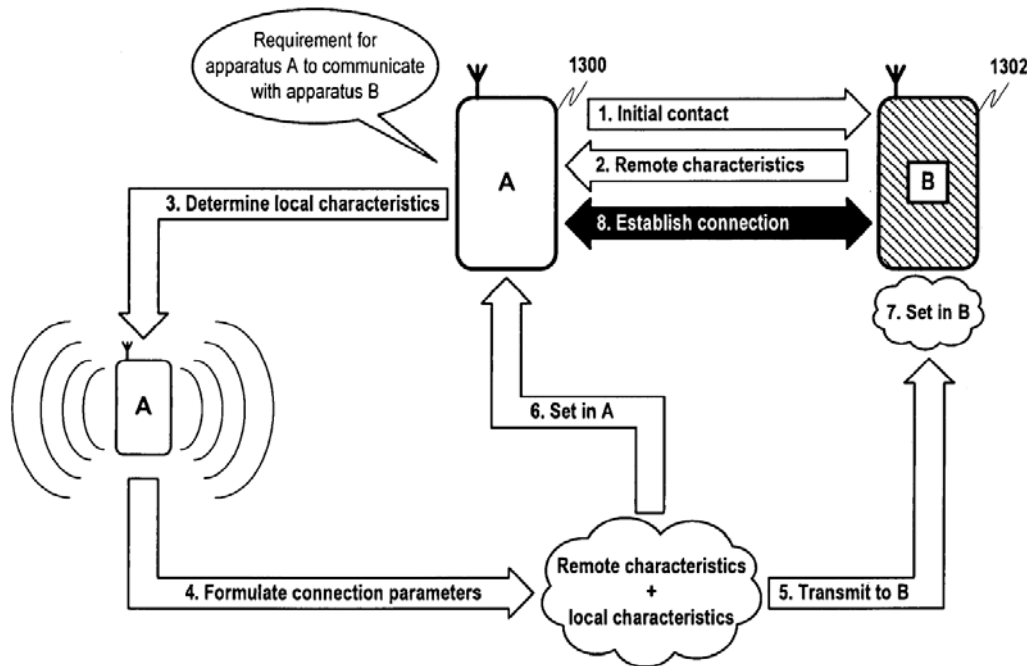 Requirement for
apparatus A to communicate
with apparatus B
1300
1302
A
1. Initial contact
2. Remote characteristics
8. Establish connection
B
3. Determine local characteristics
7. Set in B
A
6. Set in A
4. Formulate connection parameters
Remote characteristics
+
local characteristics
5. Transmit to B